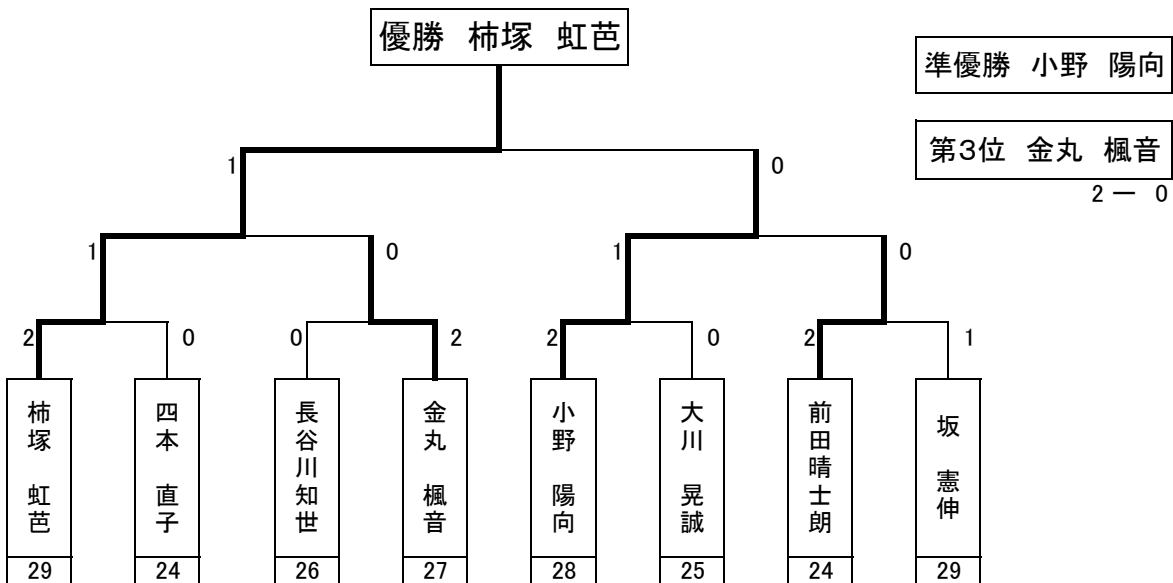 優勝 柿塚 虹芭
準優勝 小野 陽向
第3位 金丸 楓音
2 ー 0
1 0
1 0 1 0
2 0 0 2 2 0 2 1
柿塚 虹芭
四本 直子
長谷川知世
金丸 楓音
小野 陽向
大川 晃誠
前田晴士朗
坂 憲伸
29 24 26 27 28 25 24 29